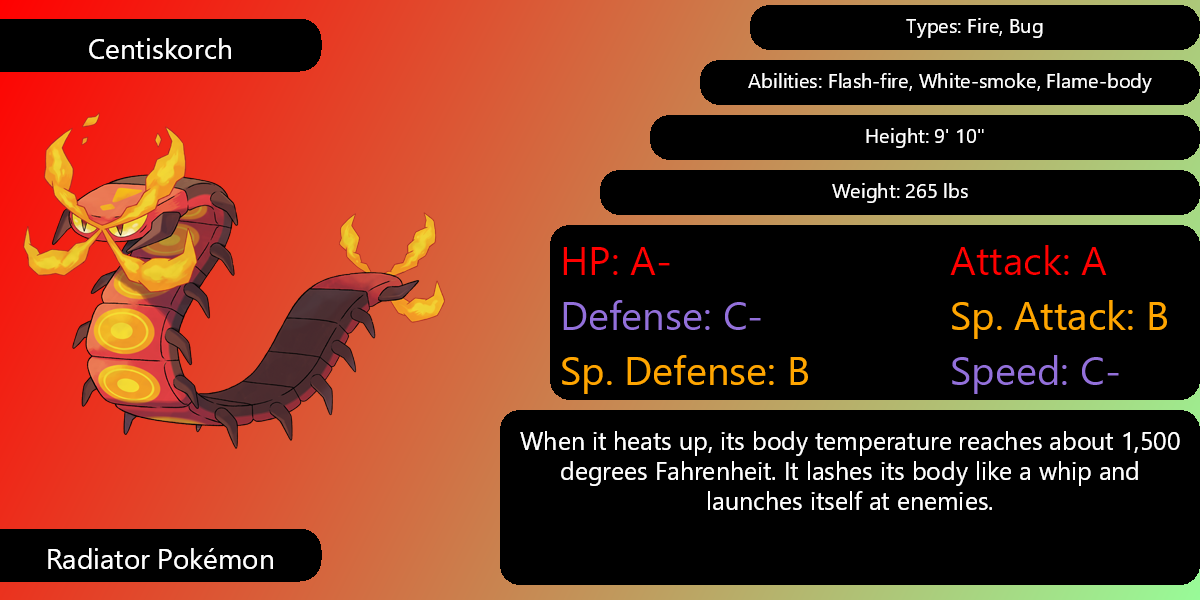 Centiskorch
Types: Fire, Bug
Abilities: Flash-fire, White-smoke, Flame-body
Height: 9' 10"
Weight: 265 lbs
HP: A-
Attack: A
Defense: C-
Sp. Attack: B
Sp. Defense: B
Speed: C-
When it heats up, its body temperature reaches about 1,500
degrees Fahrenheit. It lashes its body like a whip and
launches itself at enemies.
Radiator Pokémon